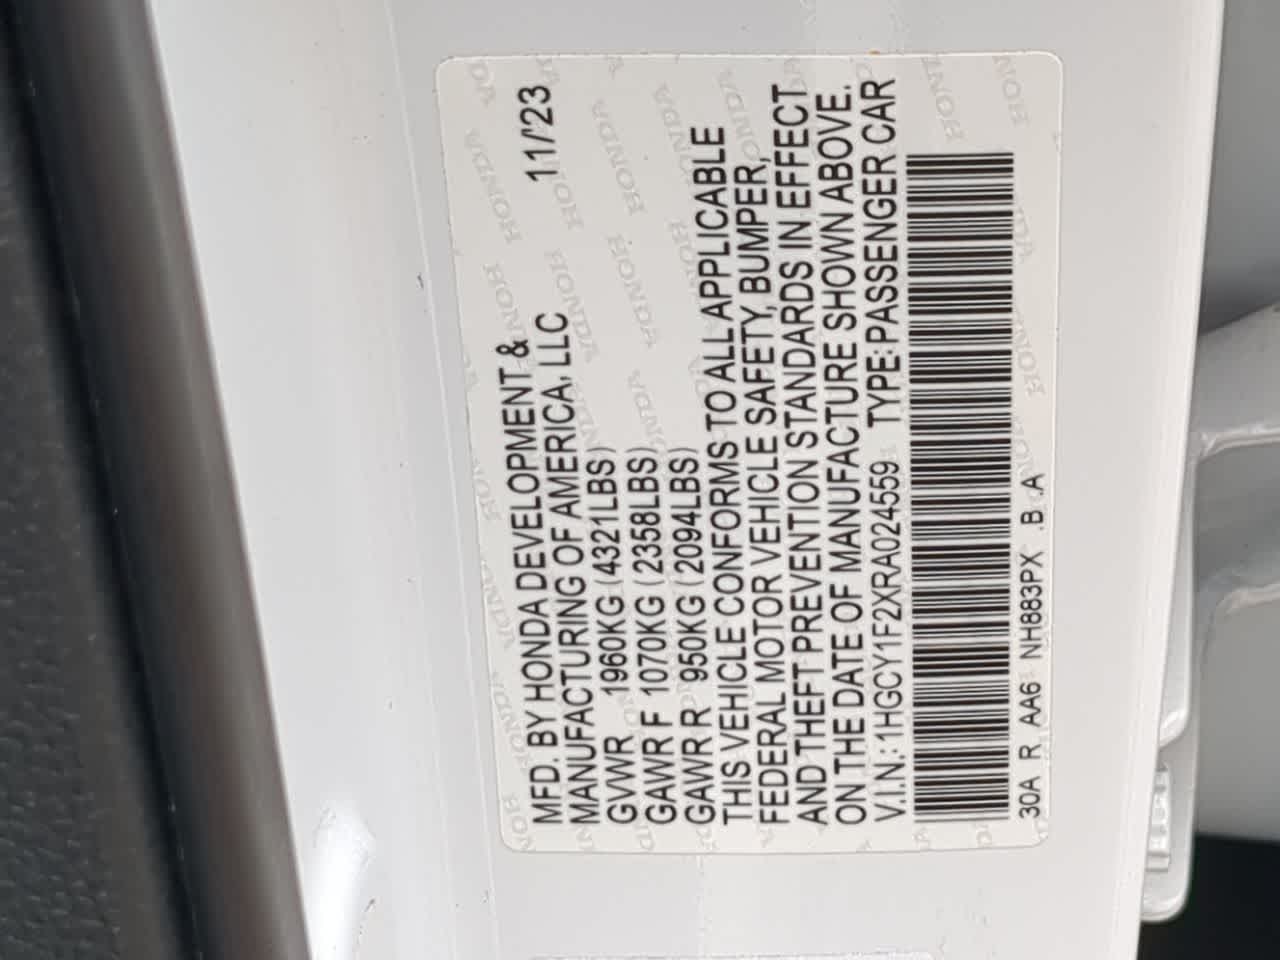 MFD. BY HONDA DEVELOPMENT & 11/'23
MANUFACTURING OF AMERICA, LLC
GVWR 1960KG (4321LBS)
GAWR F 1070KG (2358LBS)
GAWR R 950KG (2094LBS)
THIS VEHICLE CONFORMS TO ALL APPLICABLE
FEDERAL MOTOR VEHICLE SAFETY, BUMPER,
AND THEFT PREVENTION STANDARDS IN EFFECT
ON THE DATE OF MANUFACTURE SHOWN ABOVE.
V.I.N.: 1HGCY1F2XRA024559 TYPE: PASSENGER CAR
30A R AA6 NH883PX .B .A